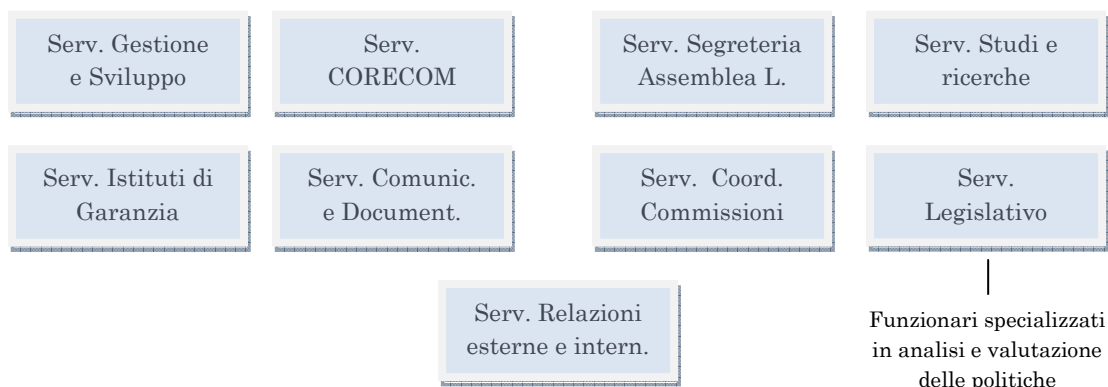 Serv. Gestione
e Sviluppo
Serv.
CORECOM
Serv. Segreteria
Assemblea L.
Serv. Studi e
ricerche
Serv. Istituti di
Garanzia
Serv. Comunic.
e Document.
Serv. Coord.
Commissioni
Serv.
Legislativo
Serv. Relazioni
esterne e intern.
Funzionari specializzati
in analisi e valutazione
delle politiche